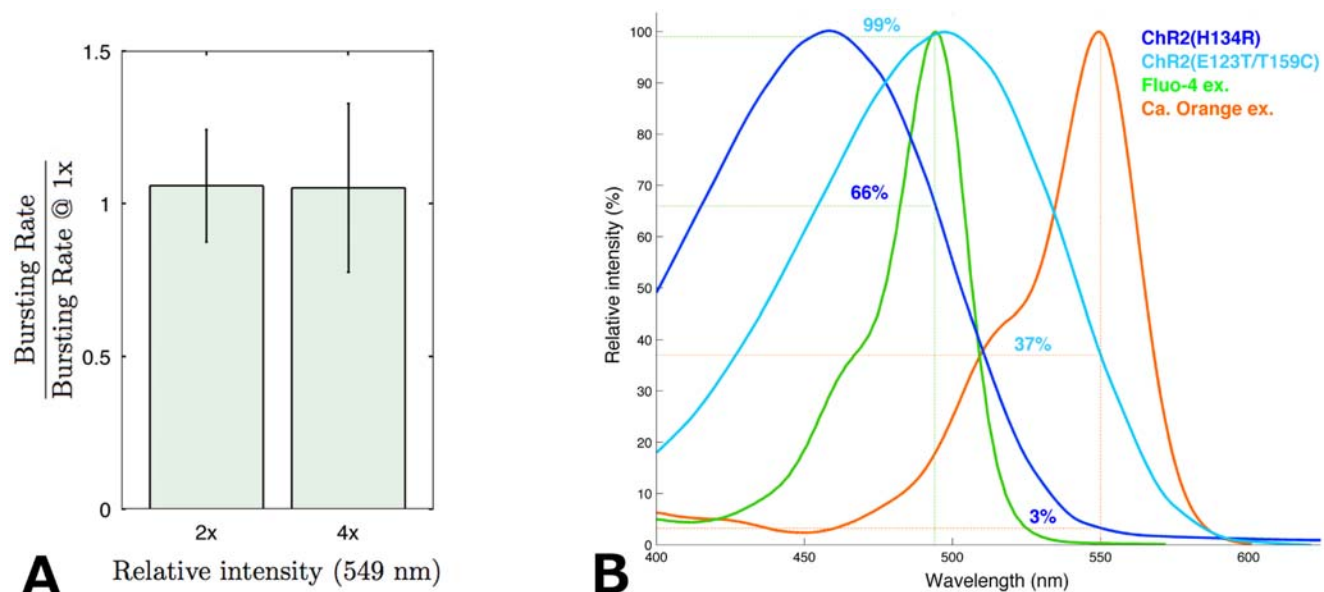 1.5
1
0.5
0
Bursting Rate
Bursting Rate @ 1x
2x
4x
Relative intensity (549 nm)
A
100
90
80
70
60
50
40
30
20
10
0
Relative intensity (%)
99%
66%
37%
3%
ChR2(H134R)
ChR2(E123T/T159C)
Fluo-4 ex.
Ca. Orange ex.
400
450
500
550
600
Wavelength (nm)
B